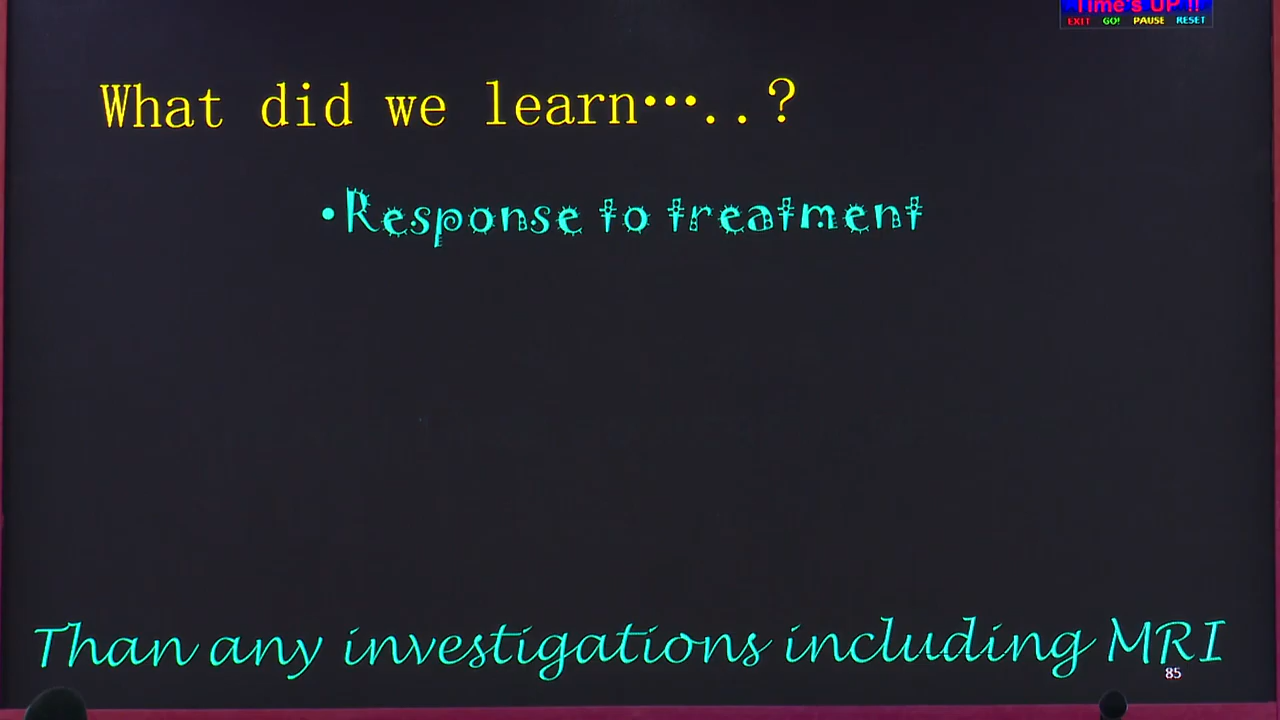 Time's UP !!
EXIT GO! PAUSE RESET
What did we learn…..?
•Response to treatment
Than any investigations including MRI
85